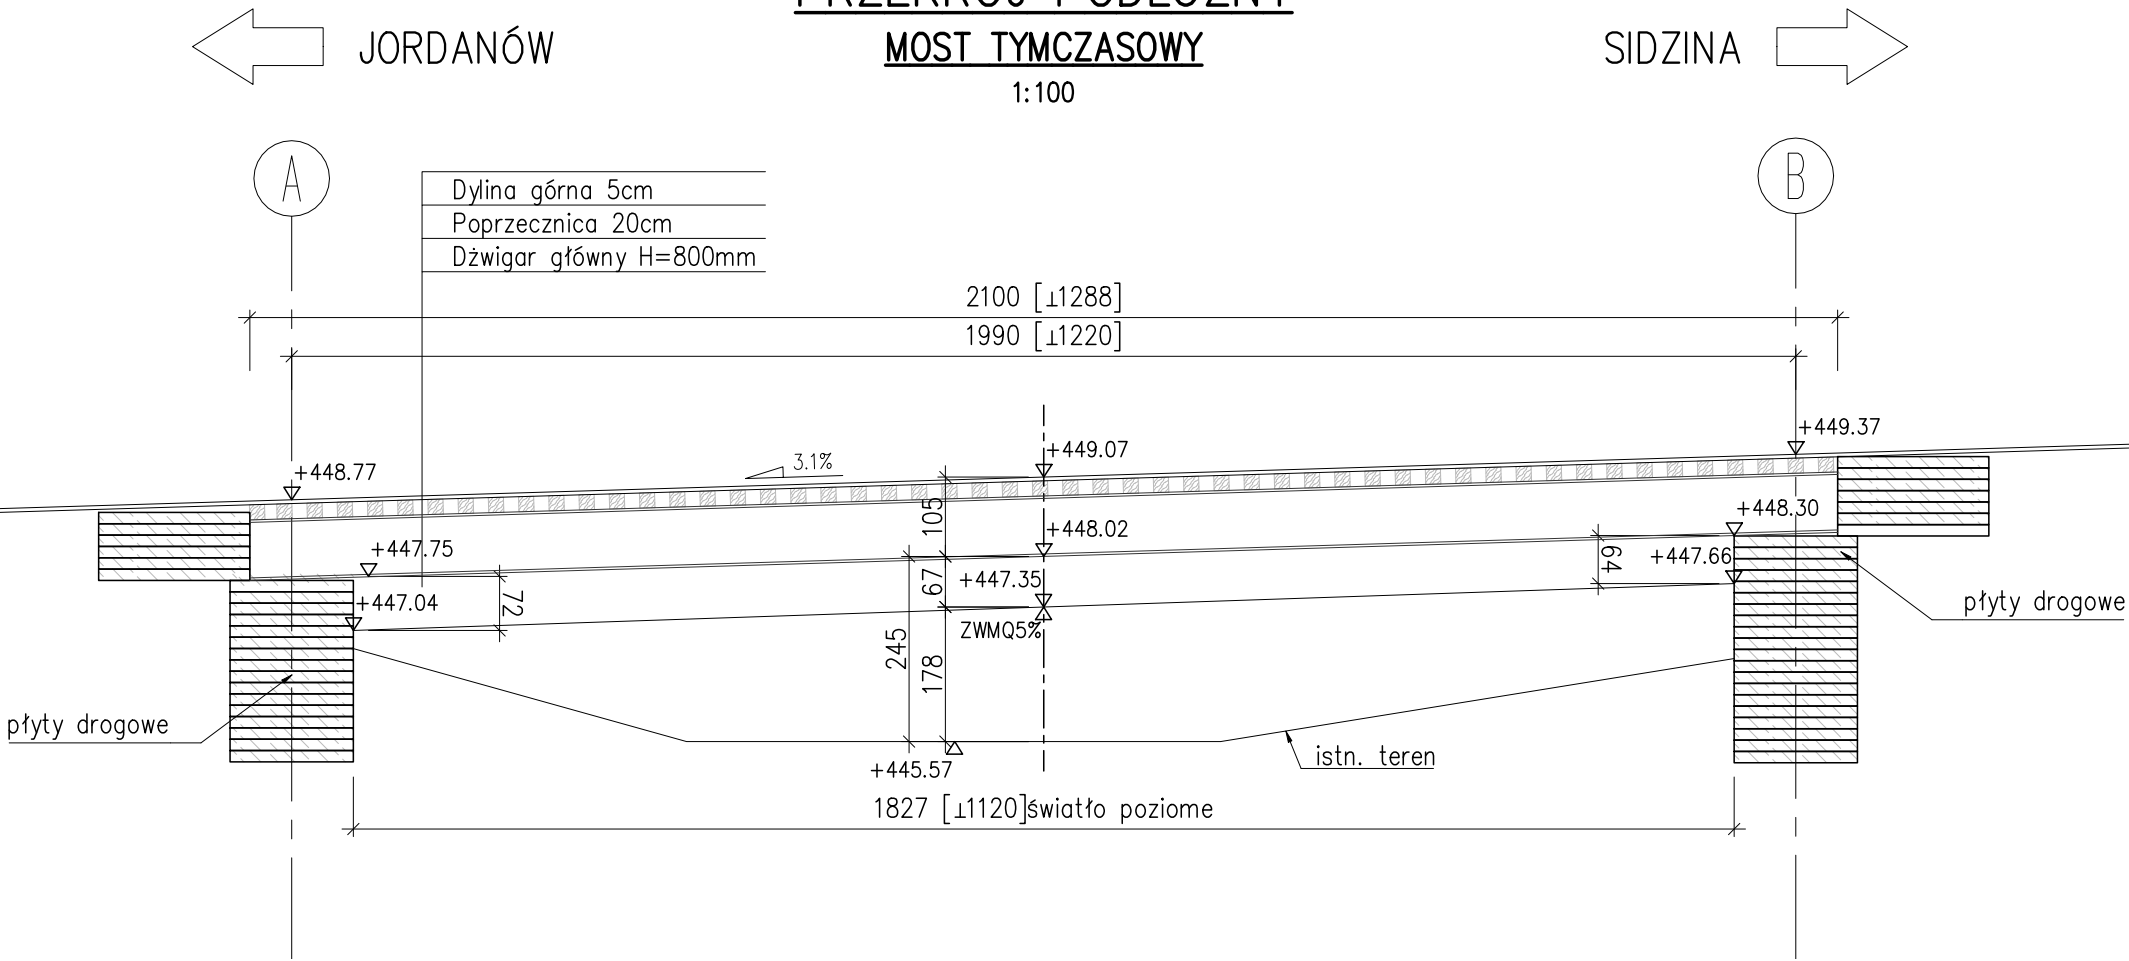 PRZEKRÓJ PODŁUŻNY
MOST TYMCZASOWY
1:100
JORDANÓW
SIDZINA
A
B
Dylina górna 5cm
Poprzecznica 20cm
Dźwigar główny H=800mm
2100 [⊥1288]
1990 [⊥1220]
+448.77
3.1%
+449.07
+449.37
105
+448.02
+448.30
+447.75
64
+447.66
67
+447.35
72
+447.04
płyty drogowe
ZWMQ5%
245
178
płyty drogowe
istn. teren
+445.57
1827 [⊥1120]światło poziome